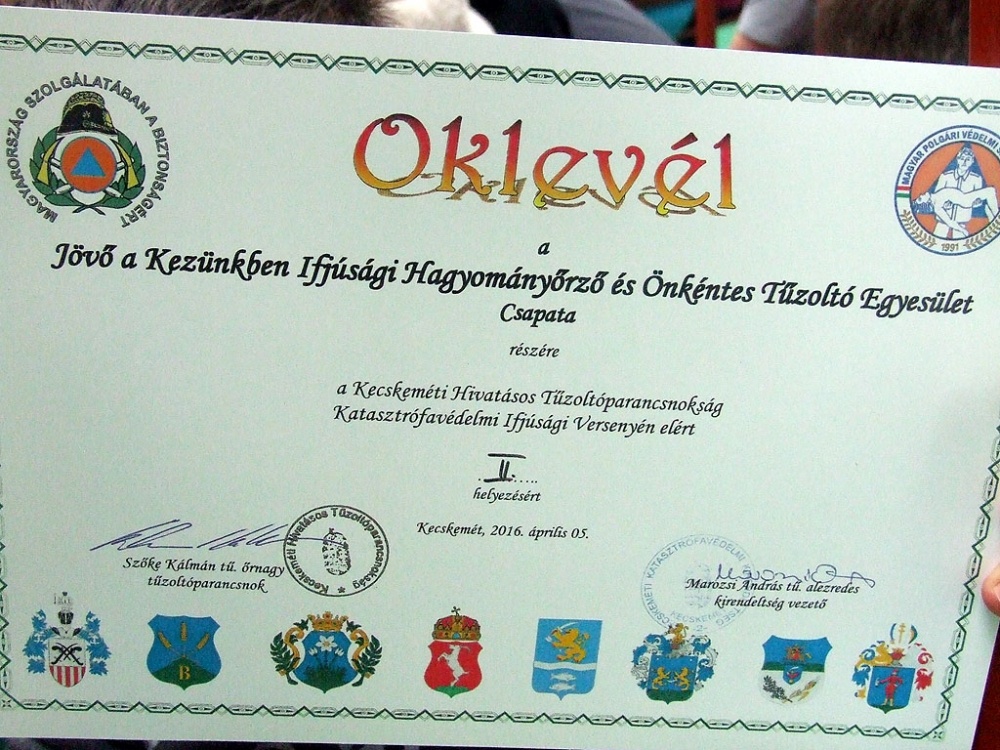 MAGYARORSZÁG SZOLGÁLATÁBAN A BIZTONSÁGÉRT
MAGYAR POLGÁRI VÉDELMI
1991
Oklevél
a
Jövő a Kezünkben Ifjúsági Hagyományőrző és Önkéntes Tűzoltó Egyesület
Csapata
részére
a Kecskeméti Hivatásos Tűzoltóparancsnokság
Katasztrófavédelmi Ifjúsági Versenyén elért
II.
helyezésért
Kecskemét, 2016. április 05.
Kecskeméti Hivatásos Tűzoltóparancsnokság
Szőke Kálmán tű. őrnagy
tűzoltóparancsnok
KECSKEMÉTI KATASZTRÓFAVÉDELMI
Marozsi András tű. alezredes
kirendeltség vezető
B